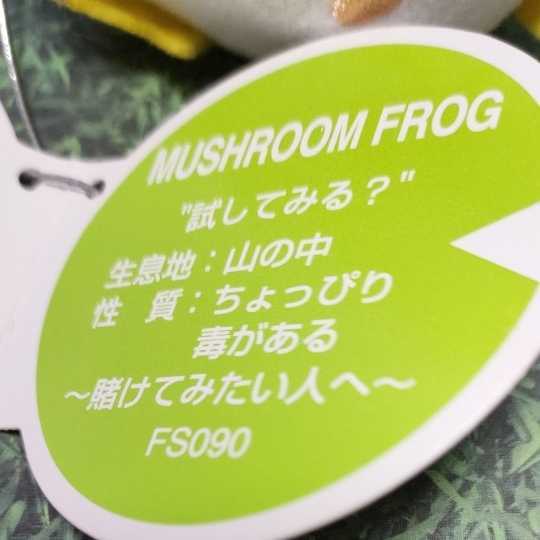 MUSHROOM FROG
"試してみる？"
生息地：山の中
性　質：ちょっぴり
毒がある
～賭けてみたい人へ～
FS090